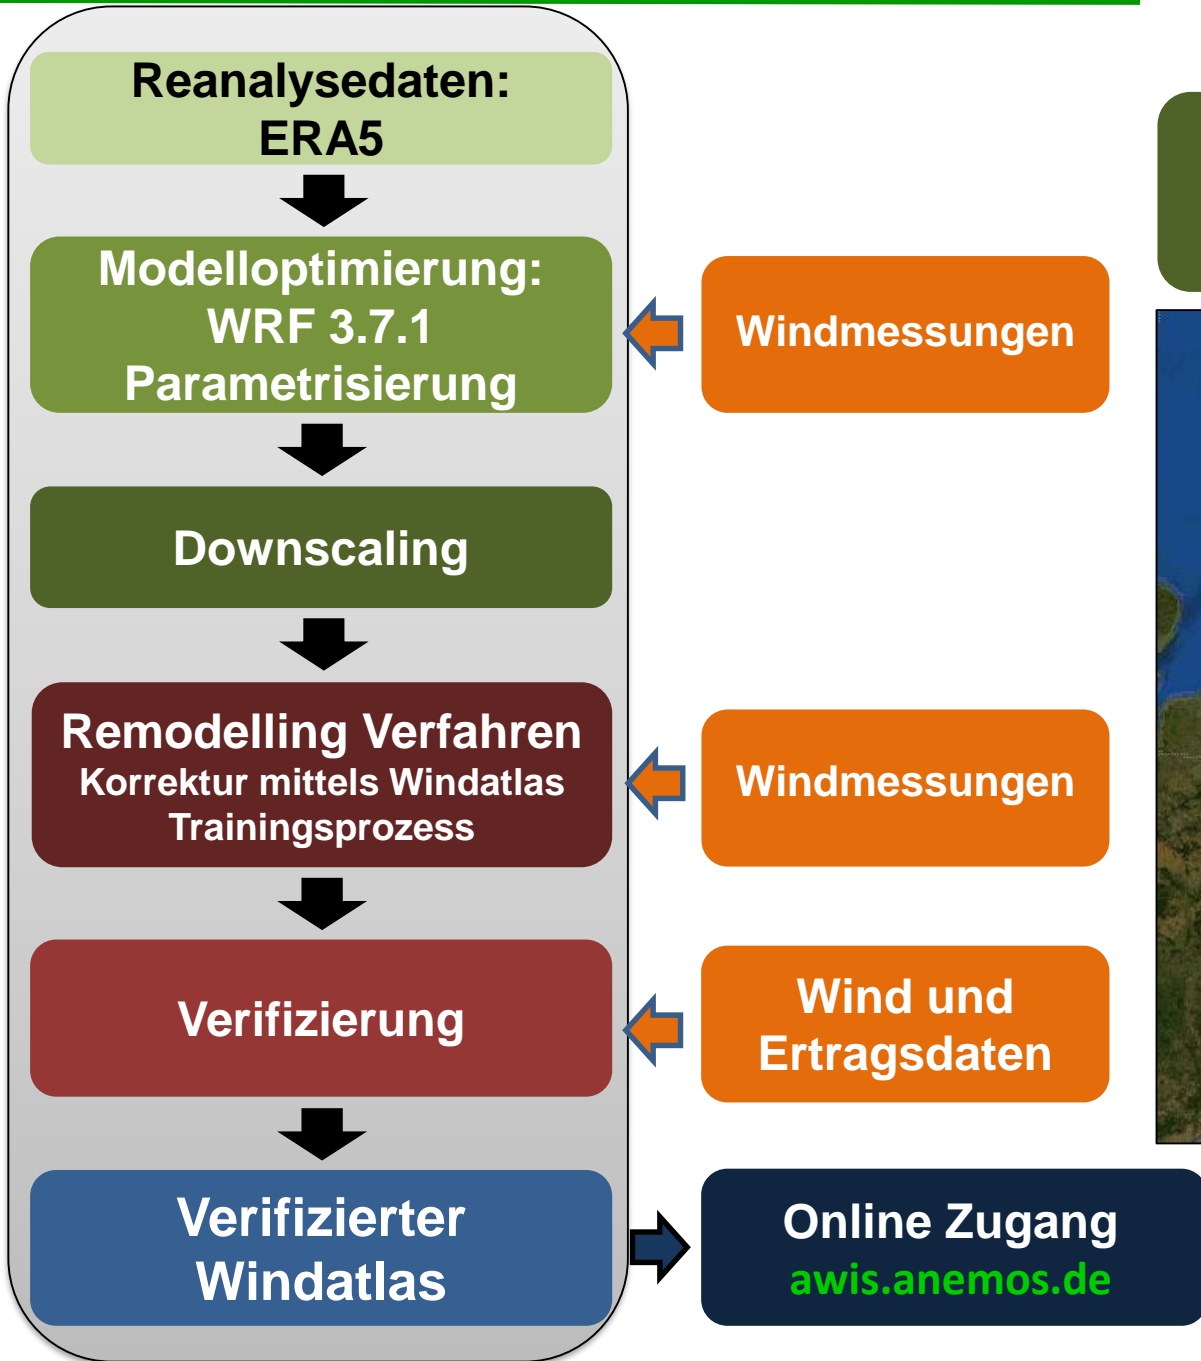 Reanalysedaten:
ERA5
Modelloptimierung:
WRF 3.7.1
Parametrisierung
Windmessungen
Downscaling
Remodelling Verfahren
Korrektur mittels Windatlas
Trainingsprozess
Windmessungen
Verifizierung
Wind und
Ertragsdaten
Verifizierter
Windatlas
Online Zugang
awis.anemos.de